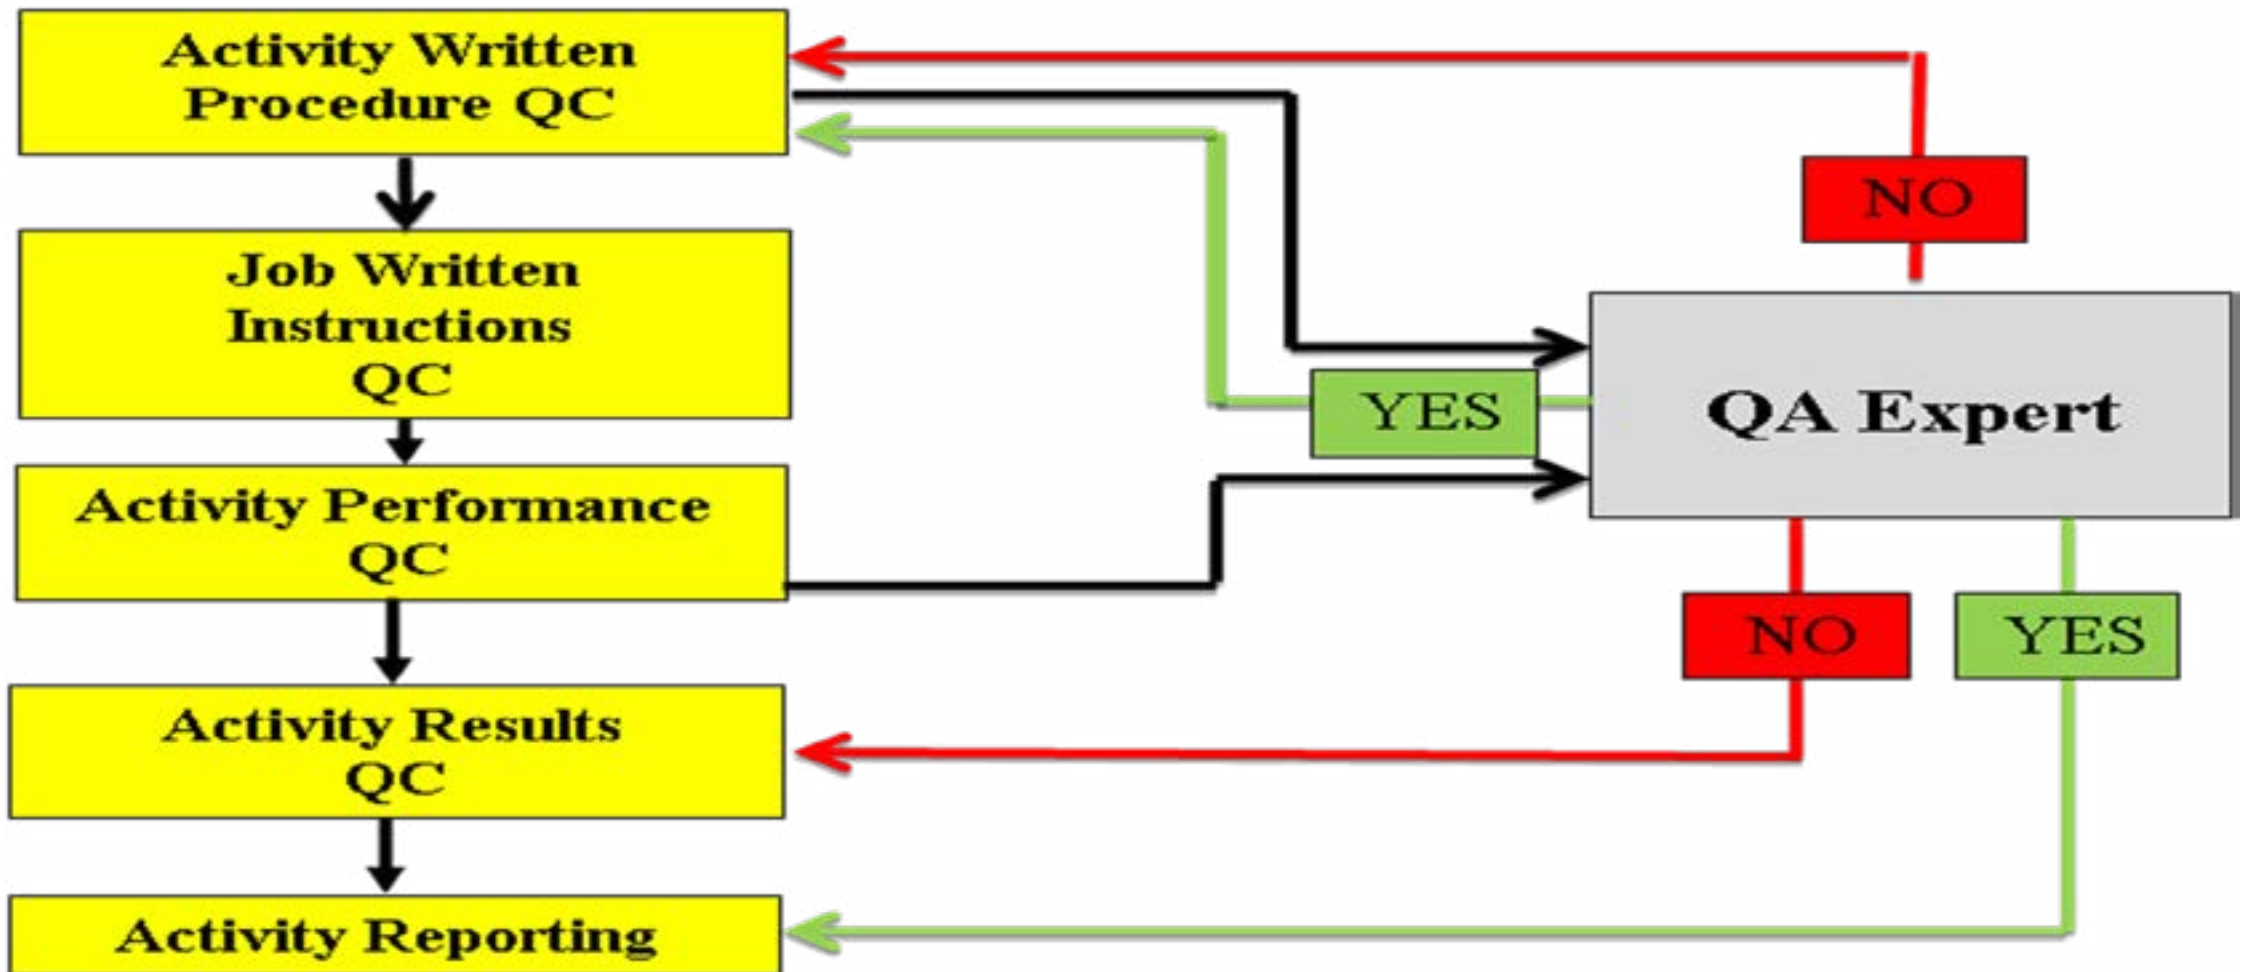 Activity Written
Procedure QC
NO
Job Written
Instructions
QC
YES
QA Expert
Activity Performance
QC
NO
YES
Activity Results
QC
Activity Reporting